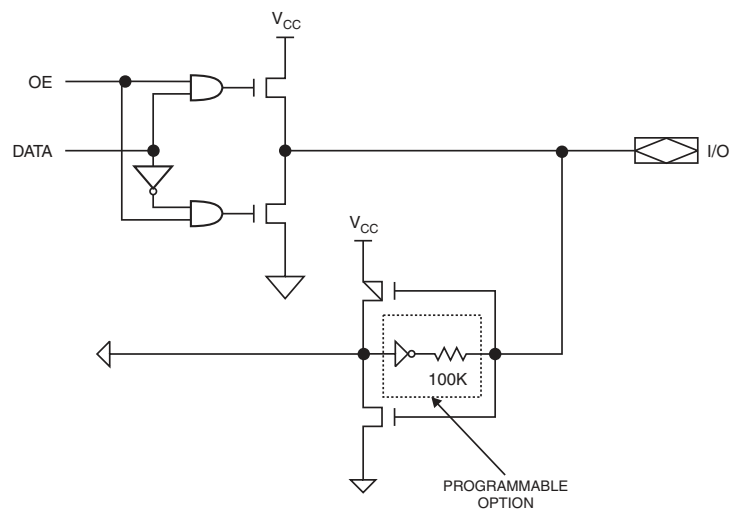 V_CC
OE
DATA
I/O
V_CC
100K
PROGRAMMABLE
OPTION